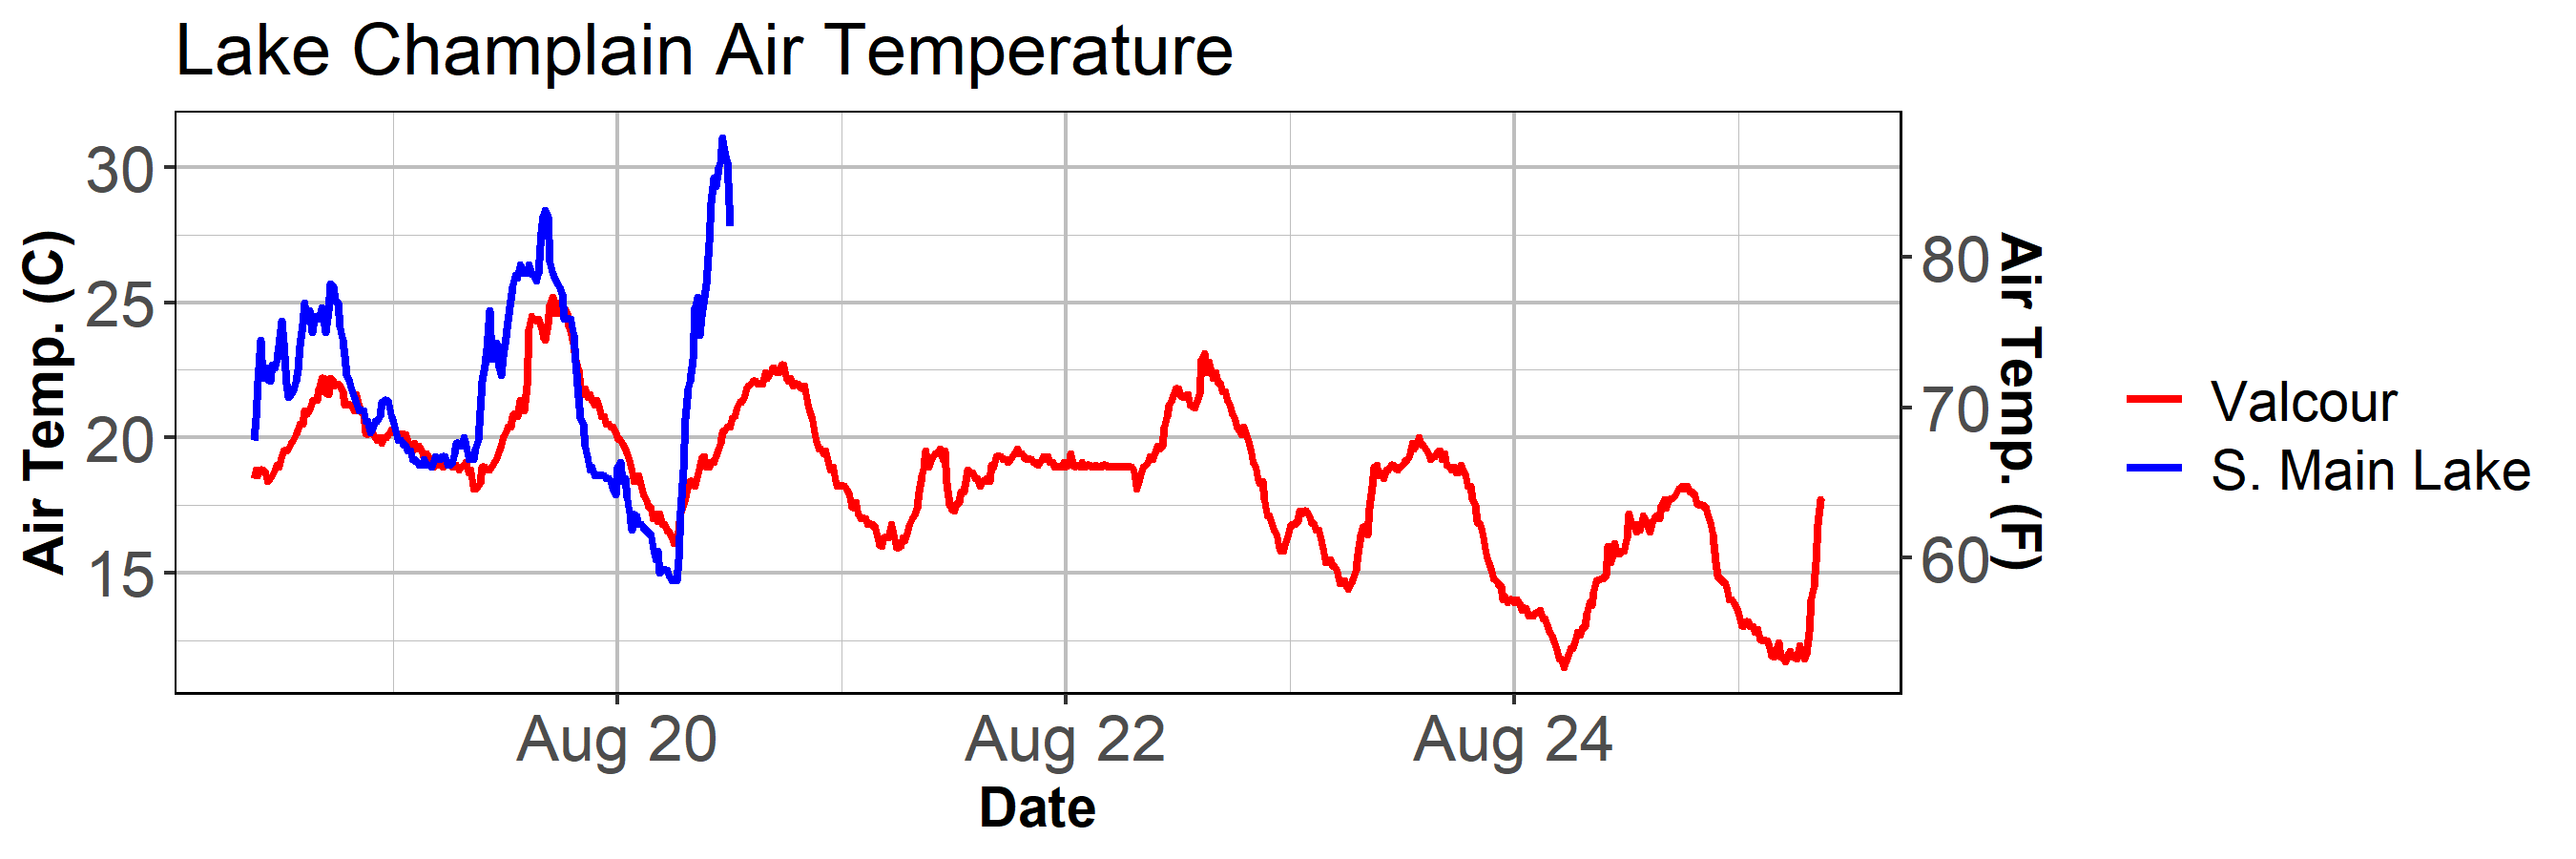 Lake Champlain Air Temperature
30
25
20
15
Air Temp. (C)
80
70
60
Air Temp. (F)
Aug 20
Aug 22
Aug 24
Date
Valcour
S. Main Lake